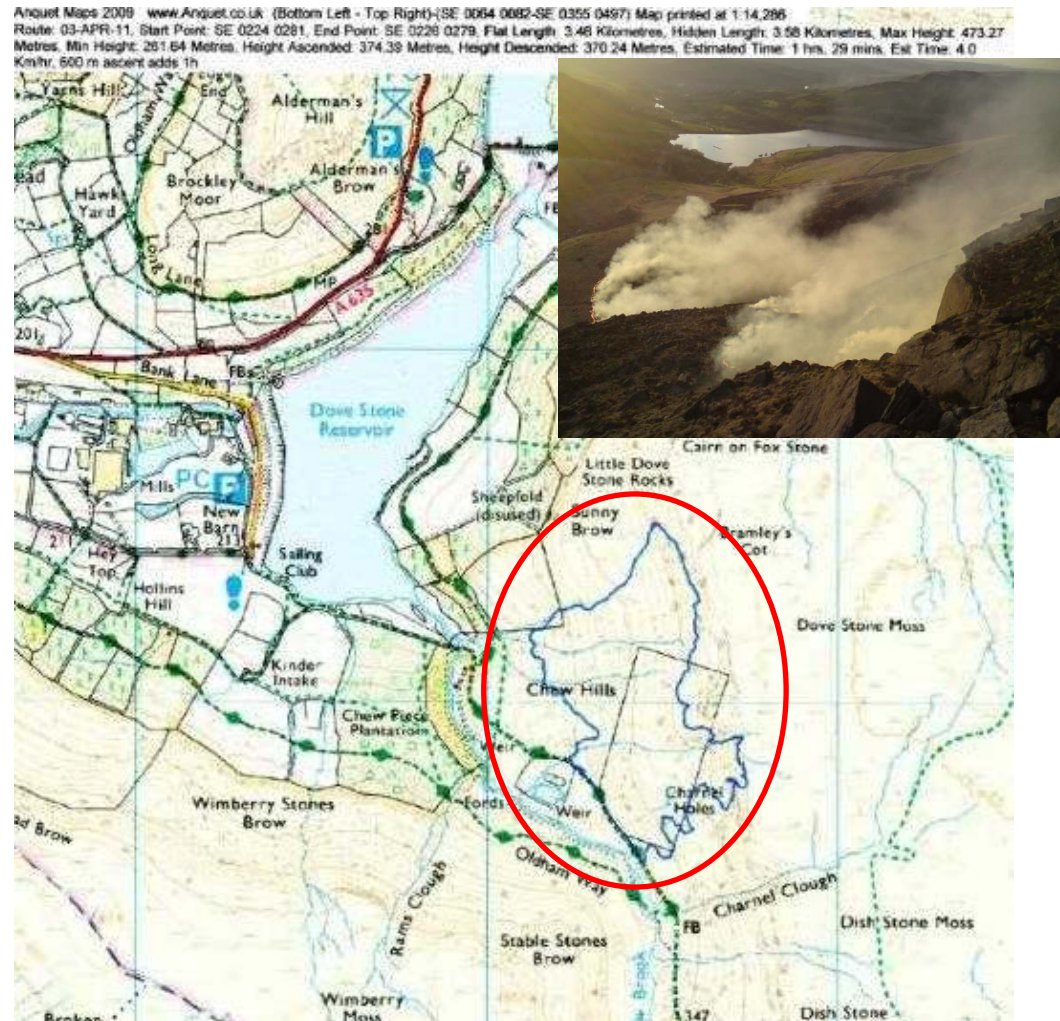 Anquet Maps 2009 www.Anquet.co.uk (Bottom Left - Top Right)-(SE 0064 0082-SE 0355 0497) Map printed at 1:14,286
Route: 03-APR-11, Start Point: SE 0224 0281, End Point: SE 0226 0279, Flat Length: 3.46 Kilometres, Hidden Length: 3.58 Kilometres, Max Height: 473.27
Metres, Min Height: 261.64 Metres, Height Ascended: 374.39 Metres, Height Descended: 370.24 Metres, Estimated Time: 1 hrs, 29 mins, Est Time: 4.0
Km/hr, 600 m ascent adds 1h
Yarns Hill
End
Oldham Wa
Alderman's
Hill
P
Alderman's
Brow
Brockley
Moor
Hawk
Yard
Long Lane
MP
A 635
Bank Lane
FBs
Dove Stone
Reservoir
Cairn on Fox Stone
Little Dove
Stone Rocks
Mills
PC
P
New
Barn
213
Sheepfold
(disused)
Sunny
Brow
Bramley's
Cot
Hey
Top
Sailing
Club
Hollins
Hill
Dove Stone Moss
Kinder
Intake
Chew Hills
Chew Piece
Plantation
Weir
Charnel
Holes
Wimberry Stones
Brow
Fords
Weir
ad Brow
Oldham Way
Rams Clough
Charnel Clough
FB
Dish Stone Moss
Stable Stones
Brow
Wimberry
Moss
Broken
347
Dish Stone